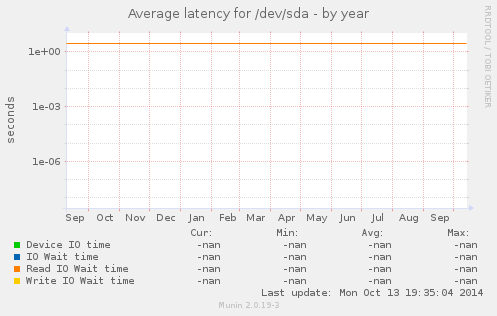 Average latency for /dev/sda - by year
RRDTOOL / TOBI OETIKER
seconds
1e+00
1e-03
1e-06
Sep Oct Nov Dec Jan Feb Mar Apr May Jun Jul Aug Sep
Cur: Min: Avg: Max:
Device IO time -nan -nan -nan -nan
IO Wait time -nan -nan -nan -nan
Read IO Wait time -nan -nan -nan -nan
Write IO Wait time -nan -nan -nan -nan
Last update: Mon Oct 13 19:35:04 2014
Munin 2.0.19-3